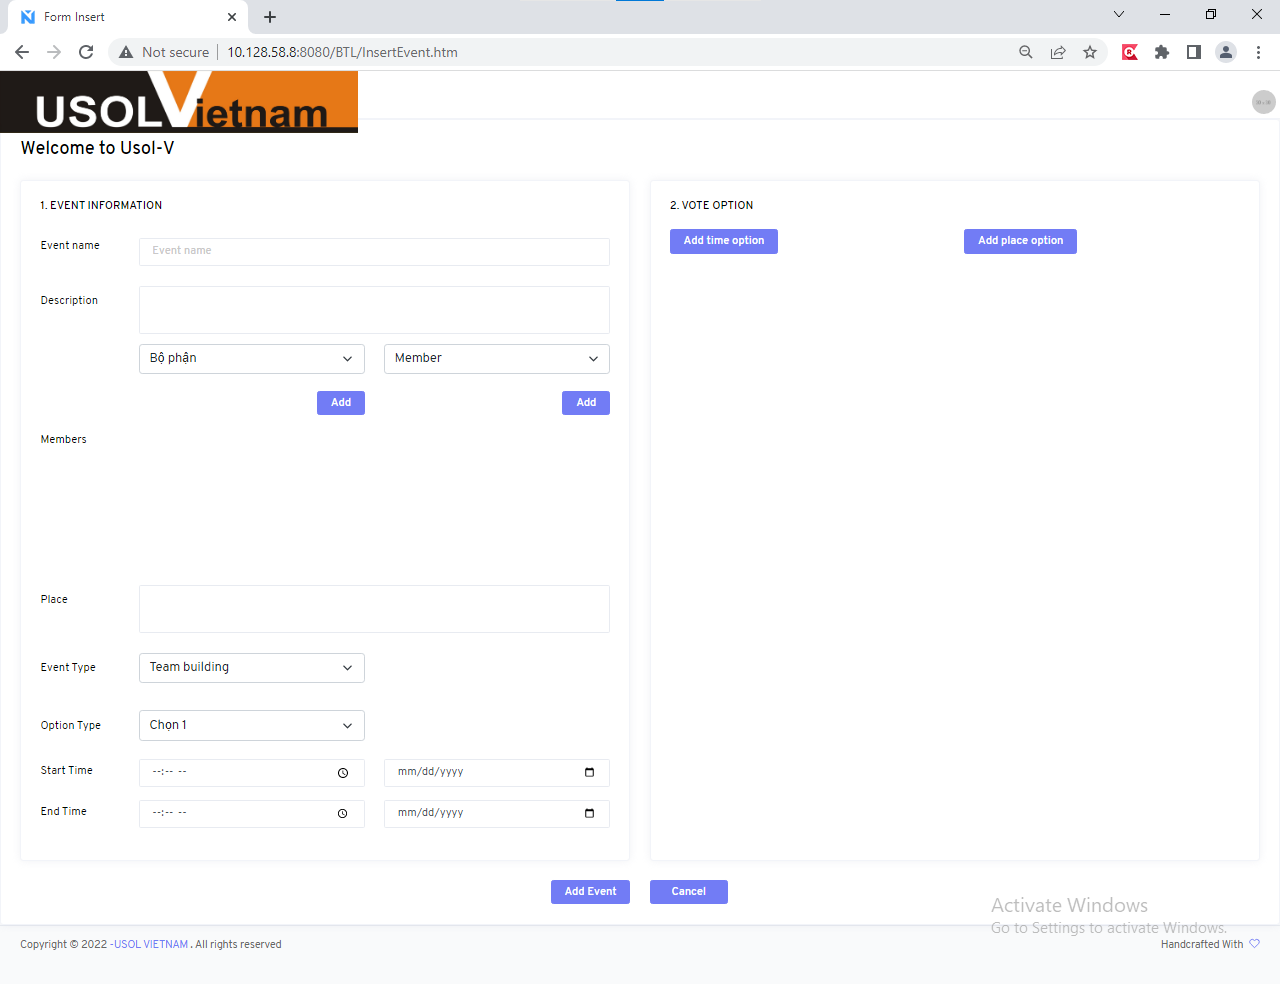 Form Insert
Not secure
10.128.58.8:8080/BTL/InsertEvent.htm
USOL Vietnam
Welcome to Usol-V
1. EVENT INFORMATION
Event name
Event name
Description
Bộ phận
Member
Add
Add
Members
Place
Event Type
Team building
Option Type
Chọn 1
Start Time
--:-- --
mm/dd/yyyy
End Time
--:-- --
mm/dd/yyyy
2. VOTE OPTION
Add time option
Add place option
Add Event
Cancel
Activate Windows
Go to Settings to activate Windows.
Copyright © 2022 -USOL VIETNAM . All rights reserved
Handcrafted With